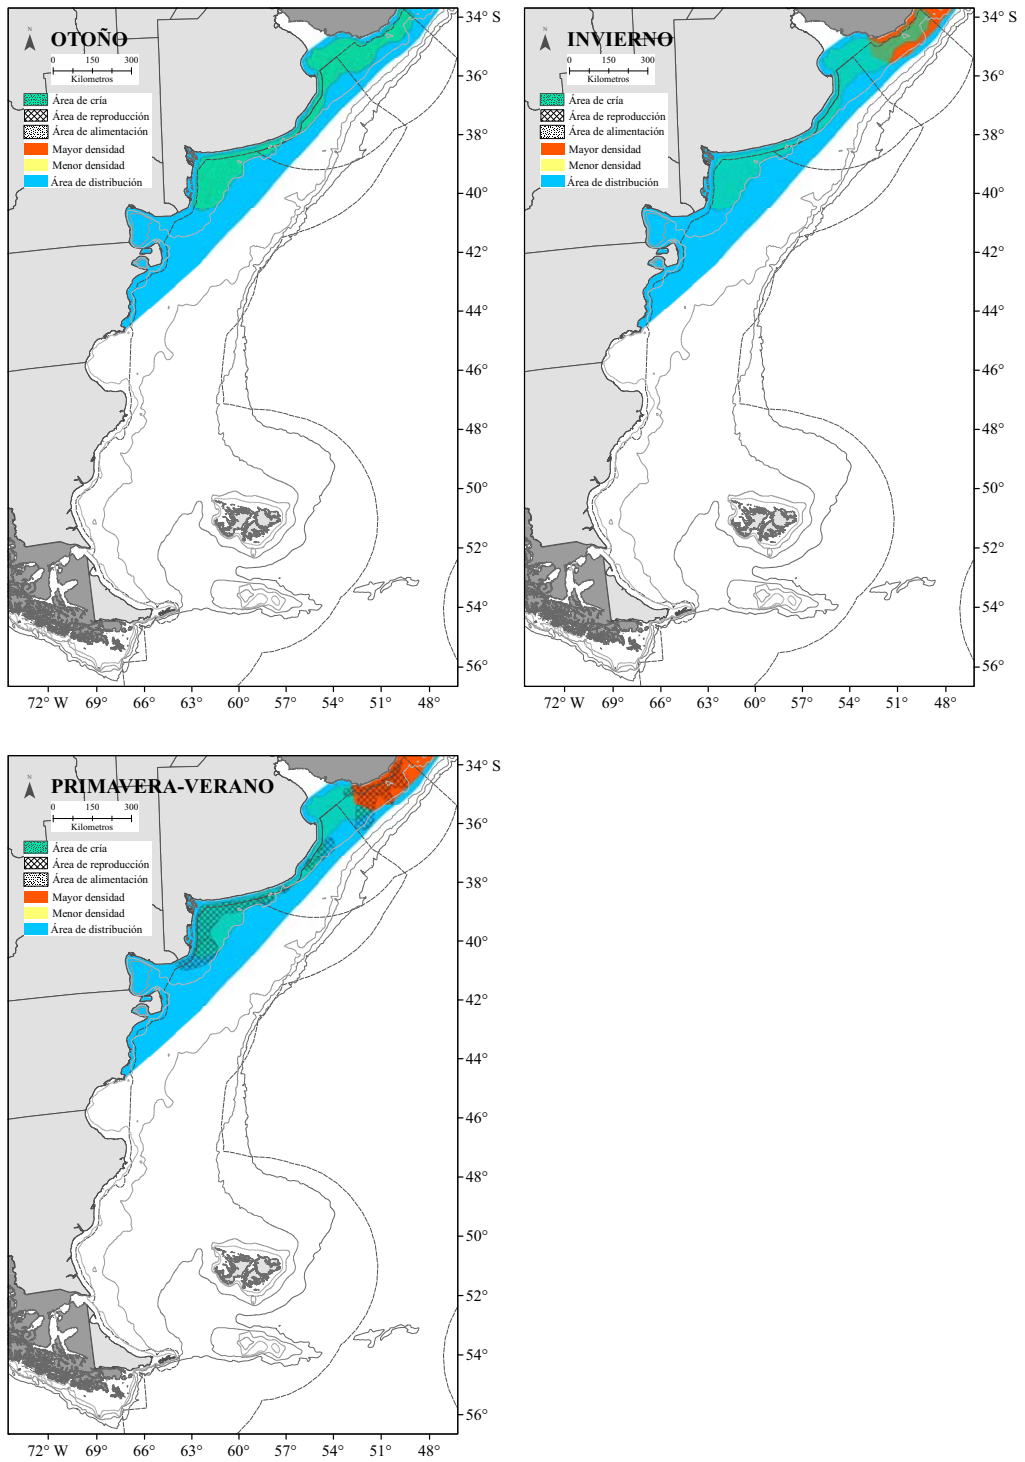 N
OTOÑO
0 150 300
Kilometros
Área de cría
Área de reproducción
Área de alimentación
Mayor densidad
Menor densidad
Área de distribución
34° S
36°
38°
40°
42°
44°
46°
48°
50°
52°
54°
56°
72° W 69° 66° 63° 60° 57° 54° 51° 48°
N
INVIERNO
0 150 300
Kilometros
Área de cría
Área de reproducción
Área de alimentación
Mayor densidad
Menor densidad
Área de distribución
34° S
36°
38°
40°
42°
44°
46°
48°
50°
52°
54°
56°
72° W 69° 66° 63° 60° 57° 54° 51° 48°
N
PRIMAVERA-VERANO
0 150 300
Kilometros
Área de cría
Área de reproducción
Área de alimentación
Mayor densidad
Menor densidad
Área de distribución
34° S
36°
38°
40°
42°
44°
46°
48°
50°
52°
54°
56°
72° W 69° 66° 63° 60° 57° 54° 51° 48°